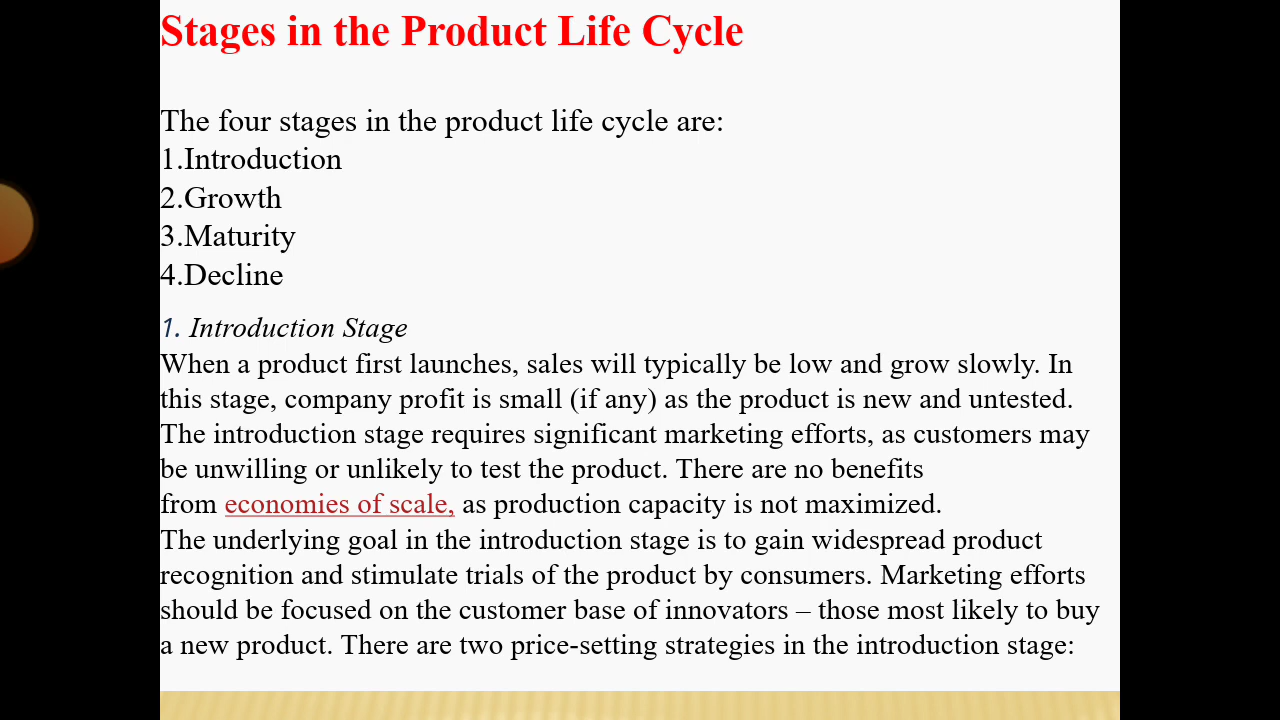 Stages in the Product Life Cycle
The four stages in the product life cycle are:
1.Introduction
2.Growth
3.Maturity
4.Decline
1. Introduction Stage
When a product first launches, sales will typically be low and grow slowly. In
this stage, company profit is small (if any) as the product is new and untested.
The introduction stage requires significant marketing efforts, as customers may
be unwilling or unlikely to test the product. There are no benefits
from economies of scale, as production capacity is not maximized.
The underlying goal in the introduction stage is to gain widespread product
recognition and stimulate trials of the product by consumers. Marketing efforts
should be focused on the customer base of innovators – those most likely to buy
a new product. There are two price-setting strategies in the introduction stage: